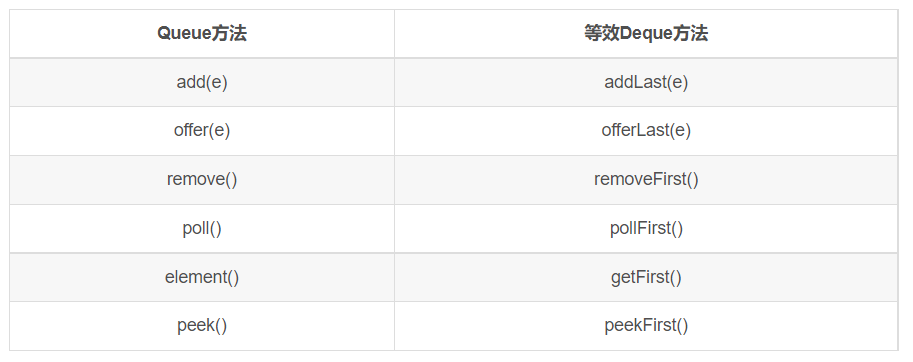 Queue方法 等效Deque方法
add(e) addLast(e)
offer(e) offerLast(e)
remove() removeFirst()
poll() pollFirst()
element() getFirst()
peek() peekFirst()